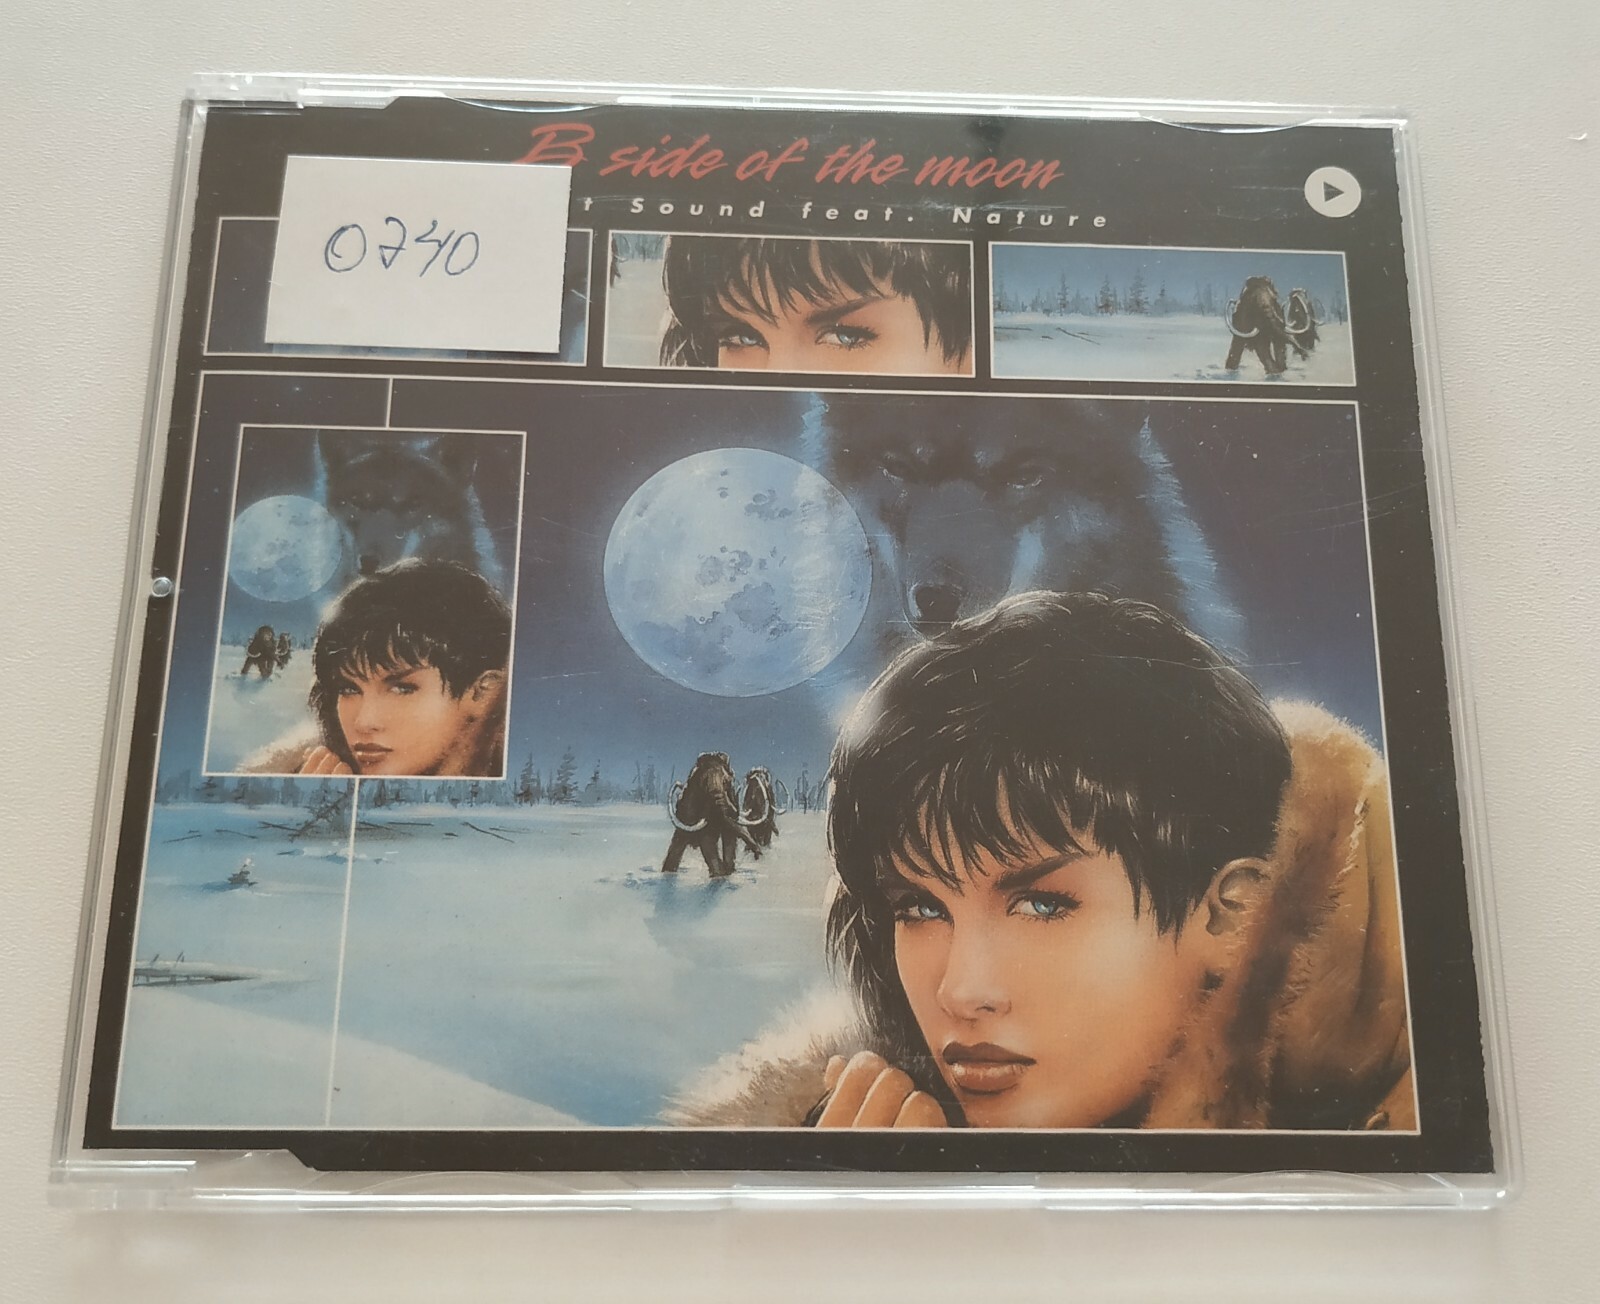 B side of the moon
t Sound feat. Nature
0740